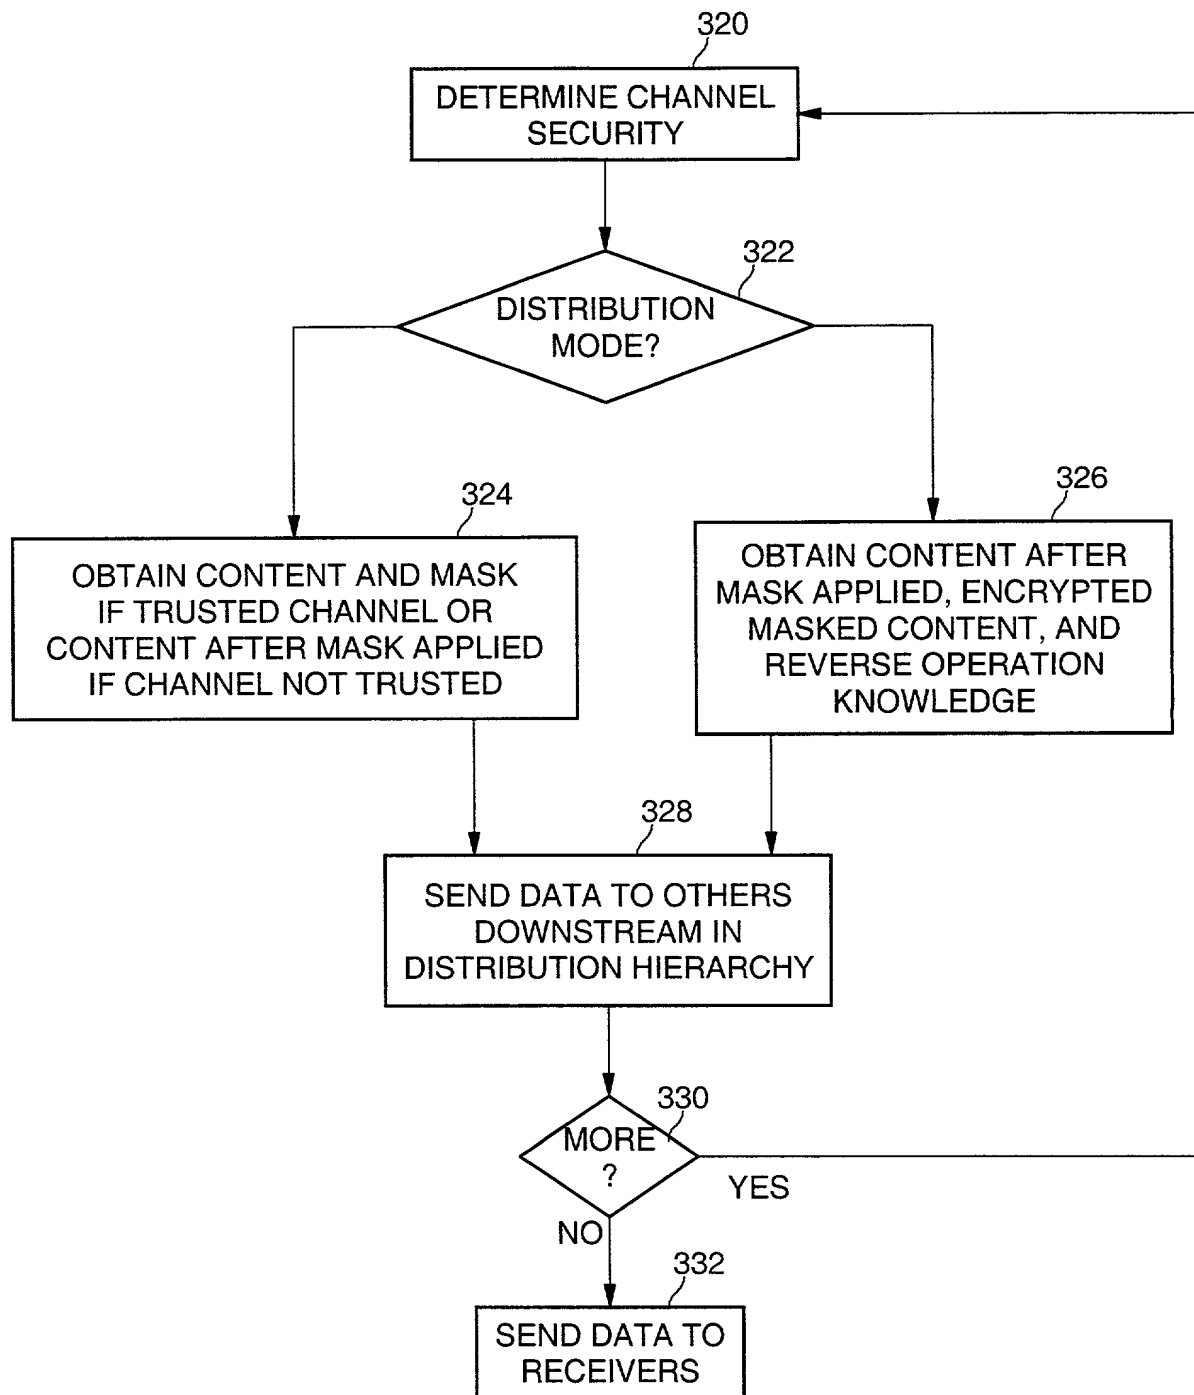 320
DETERMINE CHANNEL
SECURITY
322
DISTRIBUTION
MODE?
324
OBTAIN CONTENT AND MASK
IF TRUSTED CHANNEL OR
CONTENT AFTER MASK APPLIED
IF CHANNEL NOT TRUSTED
326
OBTAIN CONTENT AFTER
MASK APPLIED, ENCRYPTED
MASKED CONTENT, AND
REVERSE OPERATION
KNOWLEDGE
328
SEND DATA TO OTHERS
DOWNSTREAM IN
DISTRIBUTION HIERARCHY
330
MORE
?
YES
NO
332
SEND DATA TO
RECEIVERS